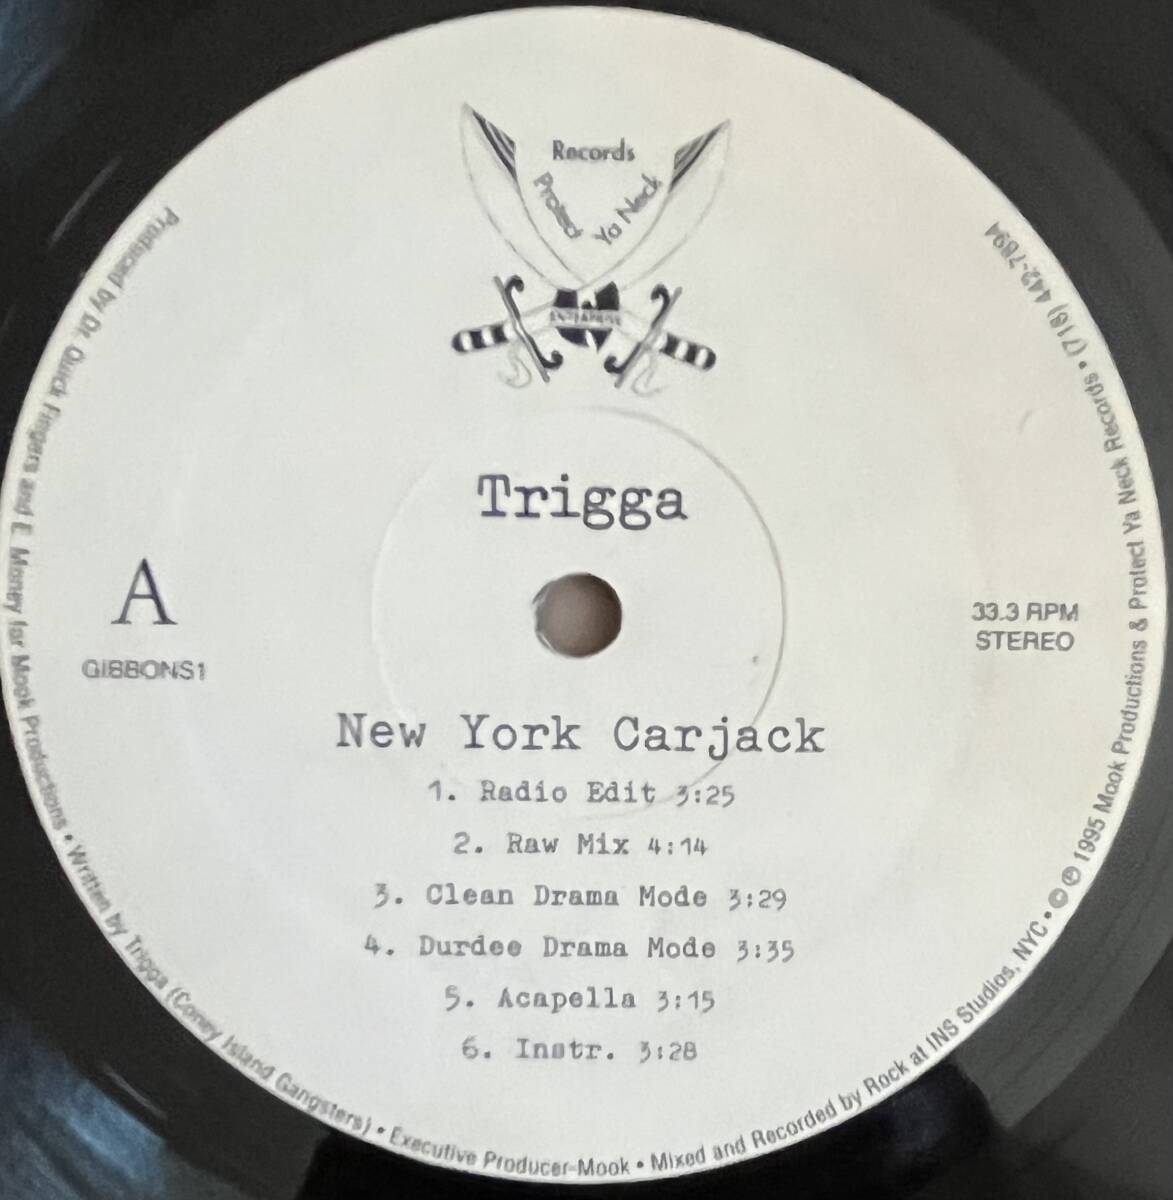 Records
Protect Ya Neck
ENTERPRISE
Trigga
A
GIBBONS1
33.3 RPM
STEREO
New York Carjack
1. Radio Edit 3:25
2. Raw Mix 4:14
3. Clean Drama Mode 3:29
4. Durdee Drama Mode 3:35
5. Acapella 3:15
6. Instr. 3:28
Produced by Dr. Quick Fingers and E. Money for Mook Productions • Written by Trigga (Coney Island Gangsters) • Executive Producer-Mook • Mixed and Recorded by Rock at INS Studios, NYC • © ℗ 1995 Mook Productions & Protect Ya Neck Records • (718) 442-7894